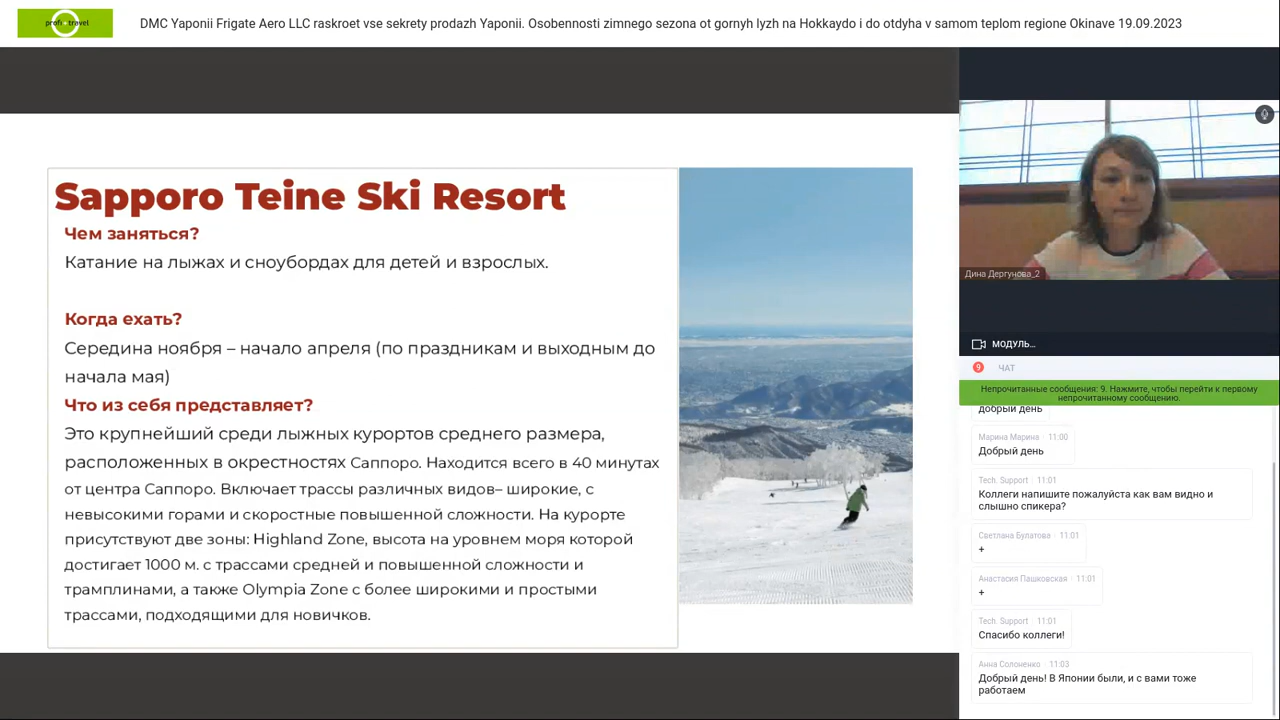 profi travel
DMC Yaponii Frigate Aero LLC raskroet vse sekrety prodazh Yaponii. Osobennosti zimnego sezona ot gornyh lyzh na Hokkaydo i do otdyha v samom teplom regione Okinave 19.09.2023
Sapporo Teine Ski Resort
Чем заняться?
Катание на лыжах и сноубордах для детей и взрослых.
Когда ехать?
Середина ноября – начало апреля (по праздникам и выходным до
начала мая)
Что из себя представляет?
Это крупнейший среди лыжных курортов среднего размера,
расположенных в окрестностях Саппоро. Находится всего в 40 минутах
от центра Саппоро. Включает трассы различных видов– широкие, с
невысокими горами и скоростные повышенной сложности. На курорте
присутствуют две зоны: Highland Zone, высота на уровнем моря которой
достигает 1000 м. с трассами средней и повышенной сложности и
трамплинами, а также Olympia Zone с более широкими и простыми
трассами, подходящими для новичков.
Дина Дергунова_2
МОДУЛЬ...
9 ЧАТ
Непрочитанные сообщения: 9. Нажмите, чтобы перейти к первому
непрочитанному сообщению.
добрый день
Марина Марина · 11:00
Добрый день
Tech. Support · 11:01
Коллеги напишите пожалуйста как вам видно и
слышно спикера?
Светлана Булатова · 11:01
+
Анастасия Пашковская · 11:01
+
Tech. Support · 11:01
Спасибо коллеги!
Анна Солоненко · 11:03
Добрый день! В Японии были, и с вами тоже
работаем